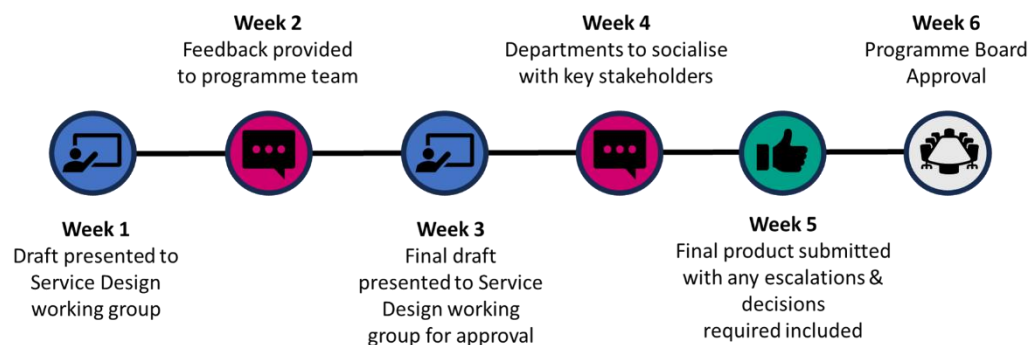 Week 2
Feedback provided
to programme team
Week 4
Departments to socialise
with key stakeholders
Week 6
Programme Board
Approval
Week 1
Draft presented to
Service Design
working group
Week 3
Final draft
presented to Service
Design working
group for approval
Week 5
Final product submitted
with any escalations &
decisions
required included